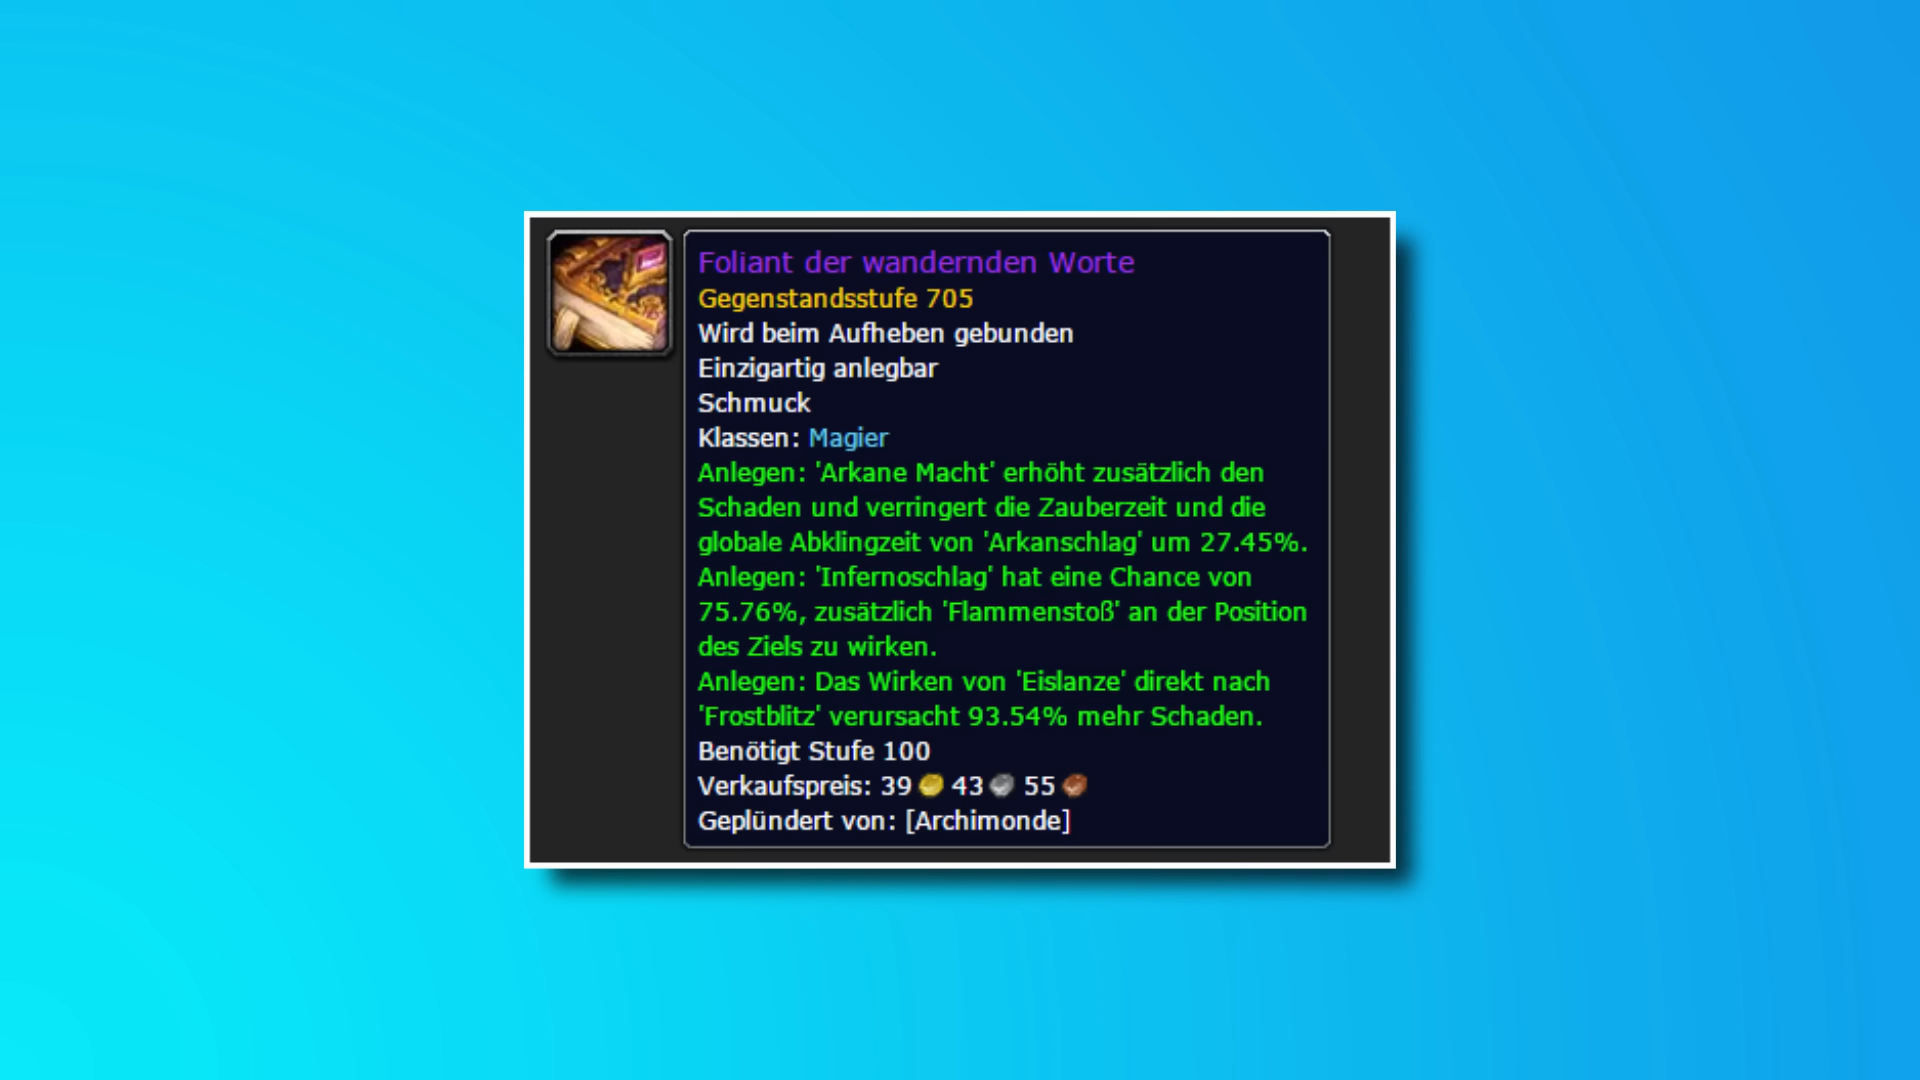 Foliant der wandernden Worte
Gegenstandsstufe 705
Wird beim Aufheben gebunden
Einzigartig anlegbar
Schmuck
Klassen: Magier
Anlegen: 'Arkane Macht' erhöht zusätzlich den
Schaden und verringert die Zauberzeit und die
globale Abklingzeit von 'Arkanschlag' um 27.45%.
Anlegen: 'Infernoschlag' hat eine Chance von
75.76%, zusätzlich 'Flammenstoß' an der Position
des Ziels zu wirken.
Anlegen: Das Wirken von 'Eislanze' direkt nach
'Frostblitz' verursacht 93.54% mehr Schaden.
Benötigt Stufe 100
Verkaufspreis: 39 43 55
Geplündert von: [Archimonde]